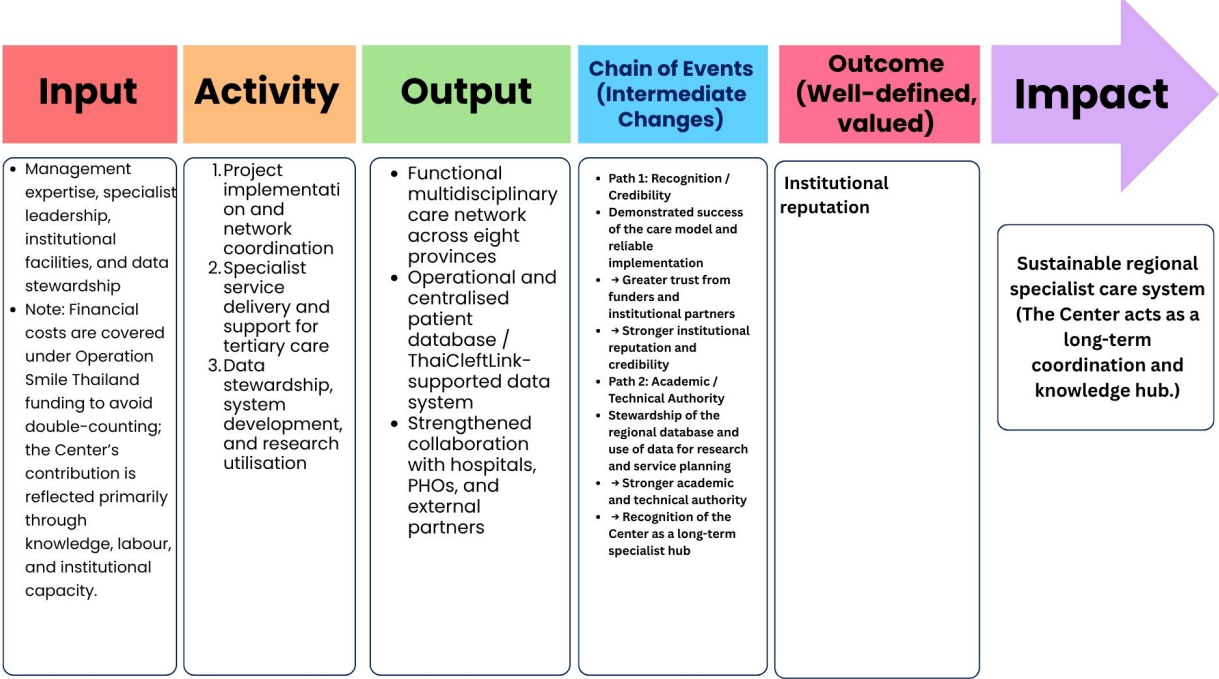 Input
Activity
Output
Chain of Events
(Intermediate
Changes)
Outcome
(Well-defined,
valued)
Impact
• Management
expertise, specialist
leadership,
institutional
facilities, and data
stewardship
• Note: Financial
costs are covered
under Operation
Smile Thailand
funding to avoid
double-counting;
the Center’s
contribution is
reflected primarily
through
knowledge, labour,
and institutional
capacity.
1. Project
implementati
on and
network
coordination
2. Specialist
service
delivery and
support for
tertiary care
3. Data
stewardship,
system
development,
and research
utilisation
• Functional
multidisciplinary
care network
across eight
provinces
• Operational and
centralised
patient
database /
ThaiCleftLink-
supported data
system
• Strengthened
collaboration
with hospitals,
PHOs, and
external
partners
• Path 1: Recognition /
Credibility
• Demonstrated success
of the care model and
reliable
implementation
• → Greater trust from
funders and
institutional partners
• → Stronger institutional
reputation and
credibility
• Path 2: Academic /
Technical Authority
• Stewardship of the
regional database and
use of data for research
and service planning
• → Stronger academic
and technical authority
• → Recognition of the
Center as a long-term
specialist hub
Institutional
reputation
Sustainable regional
specialist care system
(The Center acts as a
long-term
coordination and
knowledge hub.)